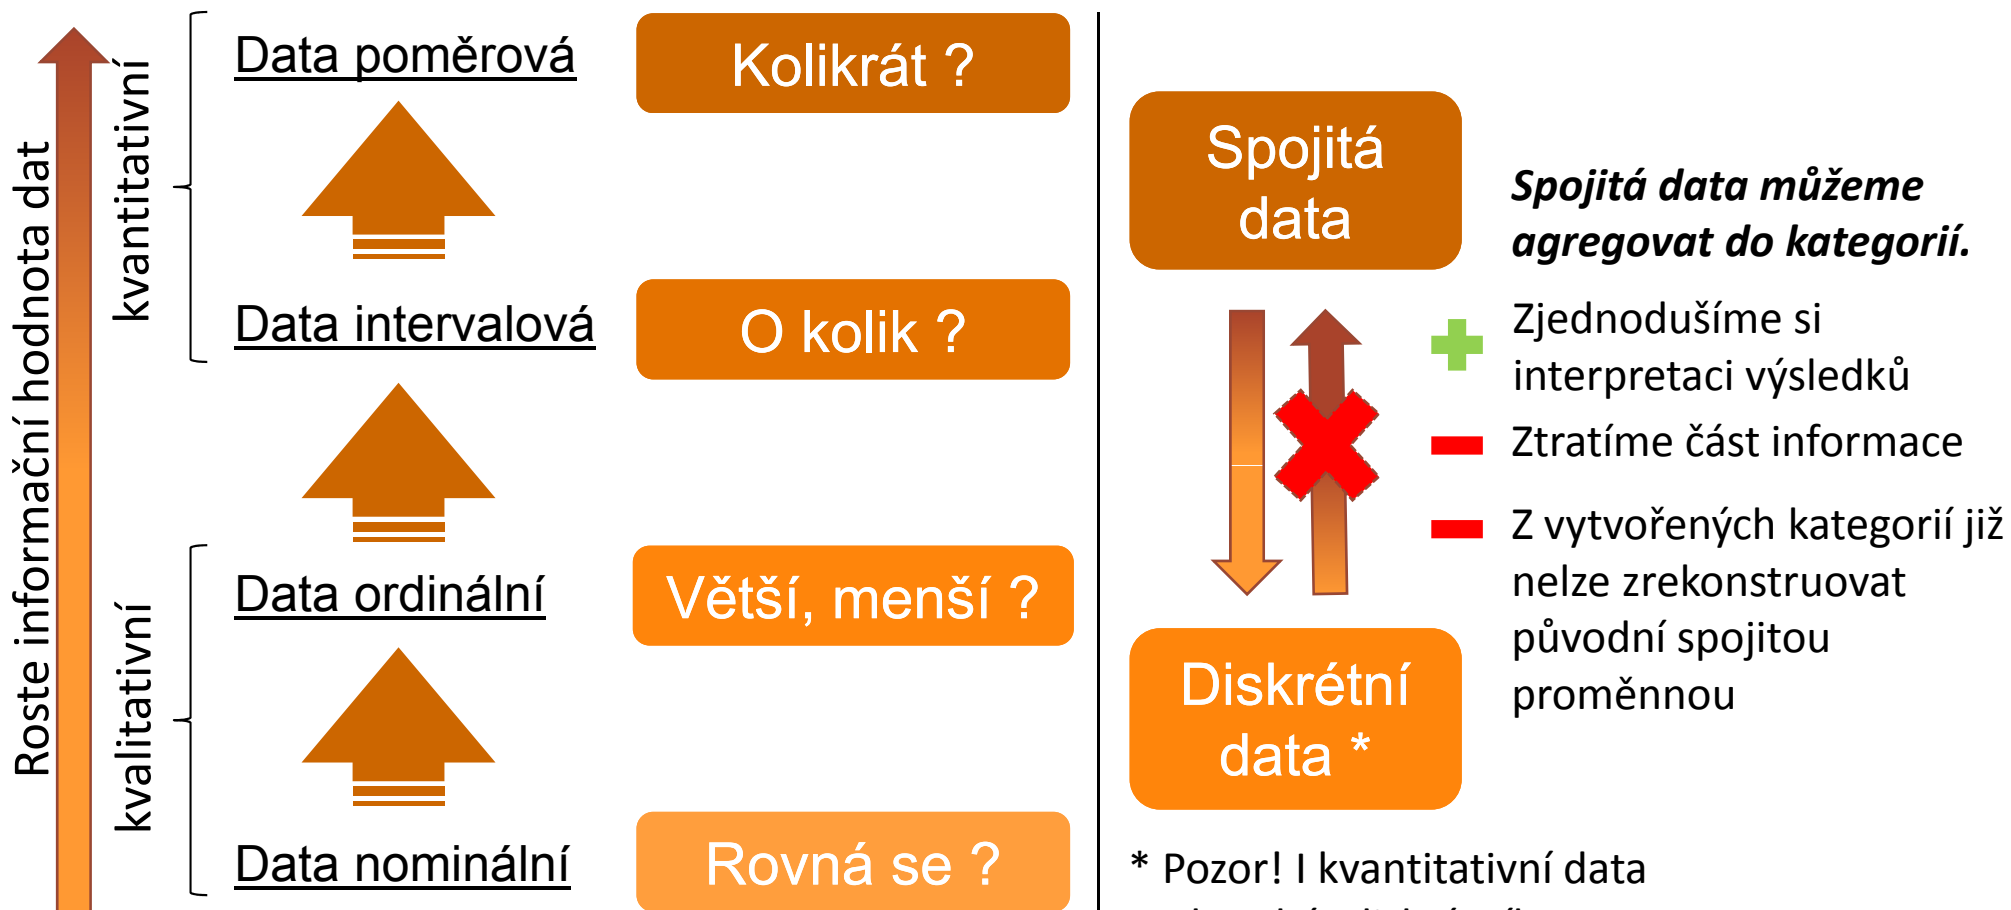 Roste informační hodnota dat
kvantitativní
kvalitativní
Data poměrová
Kolikrát ?
Data intervalová
O kolik ?
Data ordinální
Větší, menší ?
Data nominální
Rovná se ?
Spojitá
data
Diskrétní
data *
Spojitá data můžeme
agregovat do kategorií.
Zjednodušíme si
interpretaci výsledků
Ztratíme část informace
Z vytvořených kategorií již
nelze zrekonstruovat
původní spojitou
proměnnou
* Pozor! I kvantitativní data